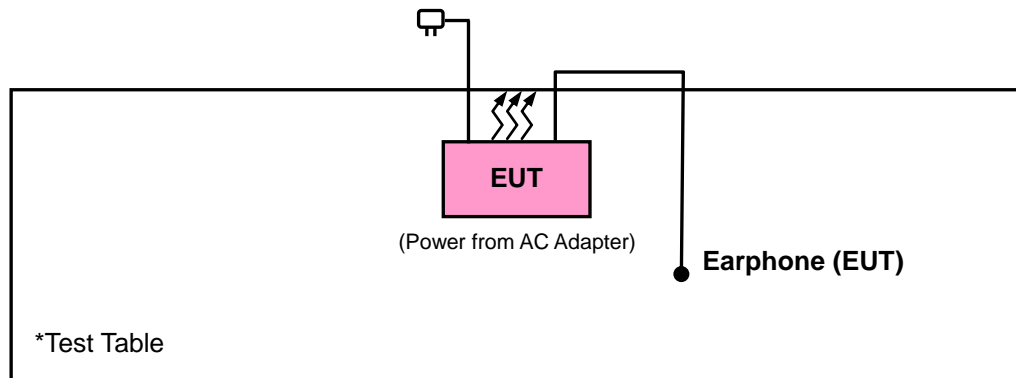 EUT
(Power from AC Adapter)
Earphone (EUT)
*Test Table